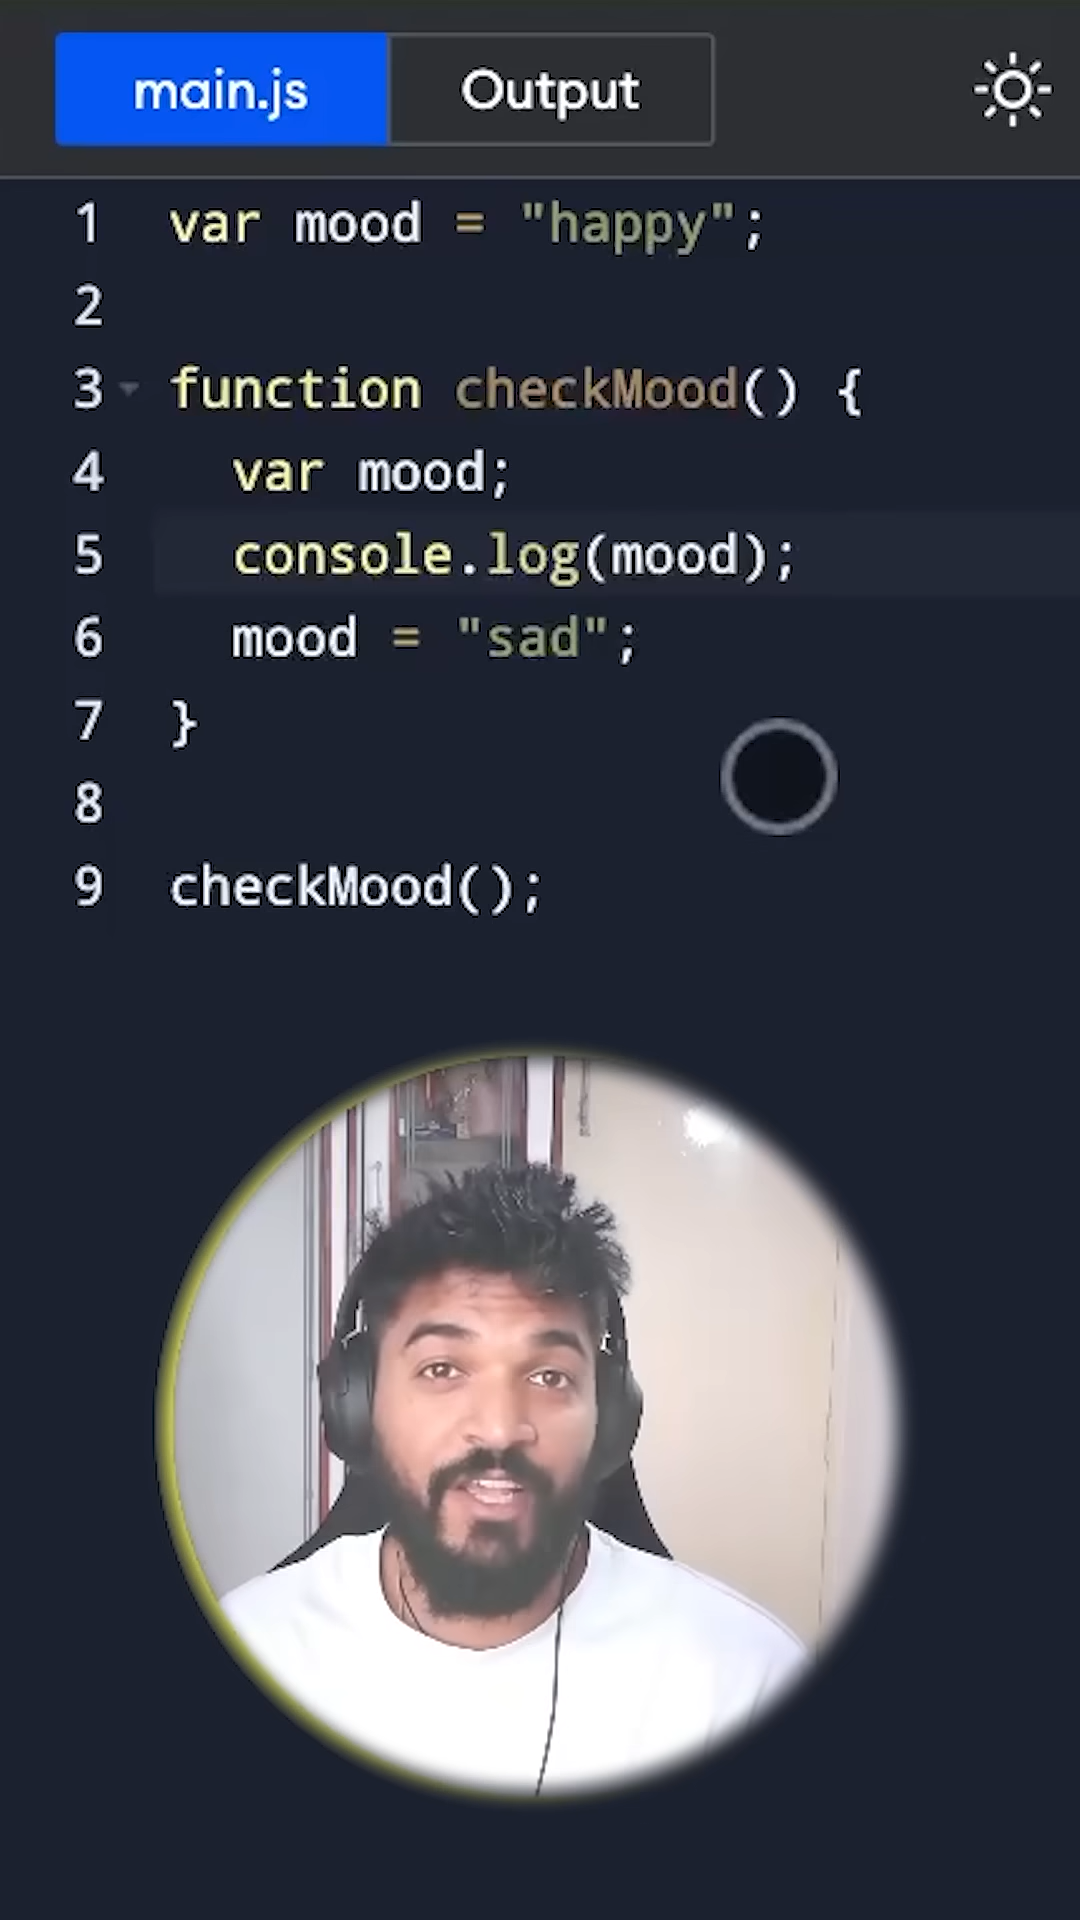 main.js Output
1 var mood = "happy";
2
3 function checkMood() {
4 var mood;
5 console.log(mood);
6 mood = "sad";
7 }
8
9 checkMood();